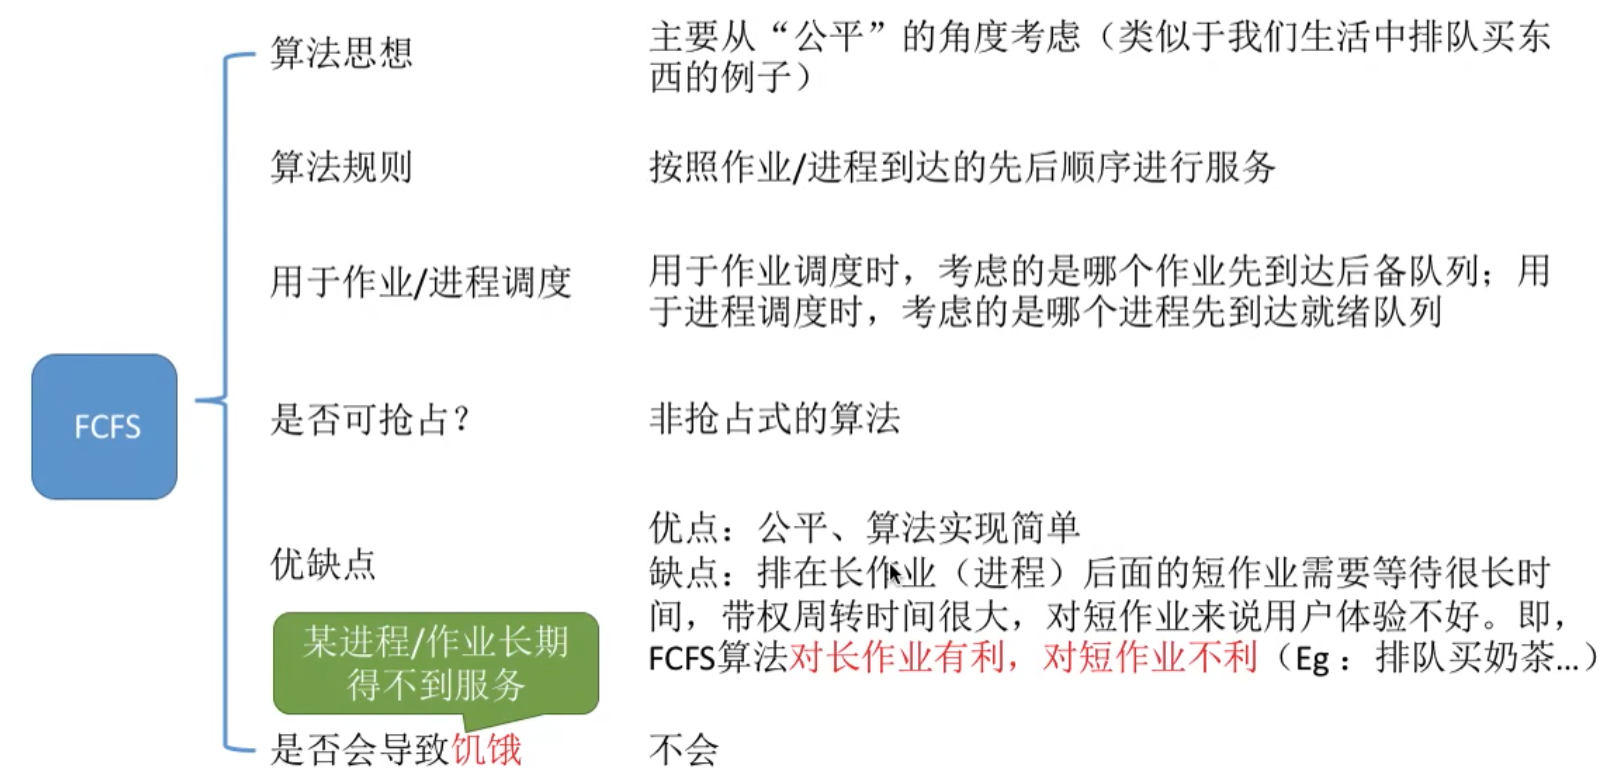 FCFS
算法思想
主要从“公平”的角度考虑（类似于我们生活中排队买东
西的例子）
算法规则
按照作业/进程到达的先后顺序进行服务
用于作业/进程调度
用于作业调度时，考虑的是哪个作业先到达后备队列；用
于进程调度时，考虑的是哪个进程先到达就绪队列
是否可抢占？
非抢占式的算法
优缺点
优点：公平、算法实现简单
缺点：排在长作业（进程）后面的短作业需要等待很长时
间，带权周转时间很大，对短作业来说用户体验不好。即，
FCFS算法对长作业有利，对短作业不利（Eg：排队买奶茶...）
某进程/作业长期
得不到服务
是否会导致饥饿
不会